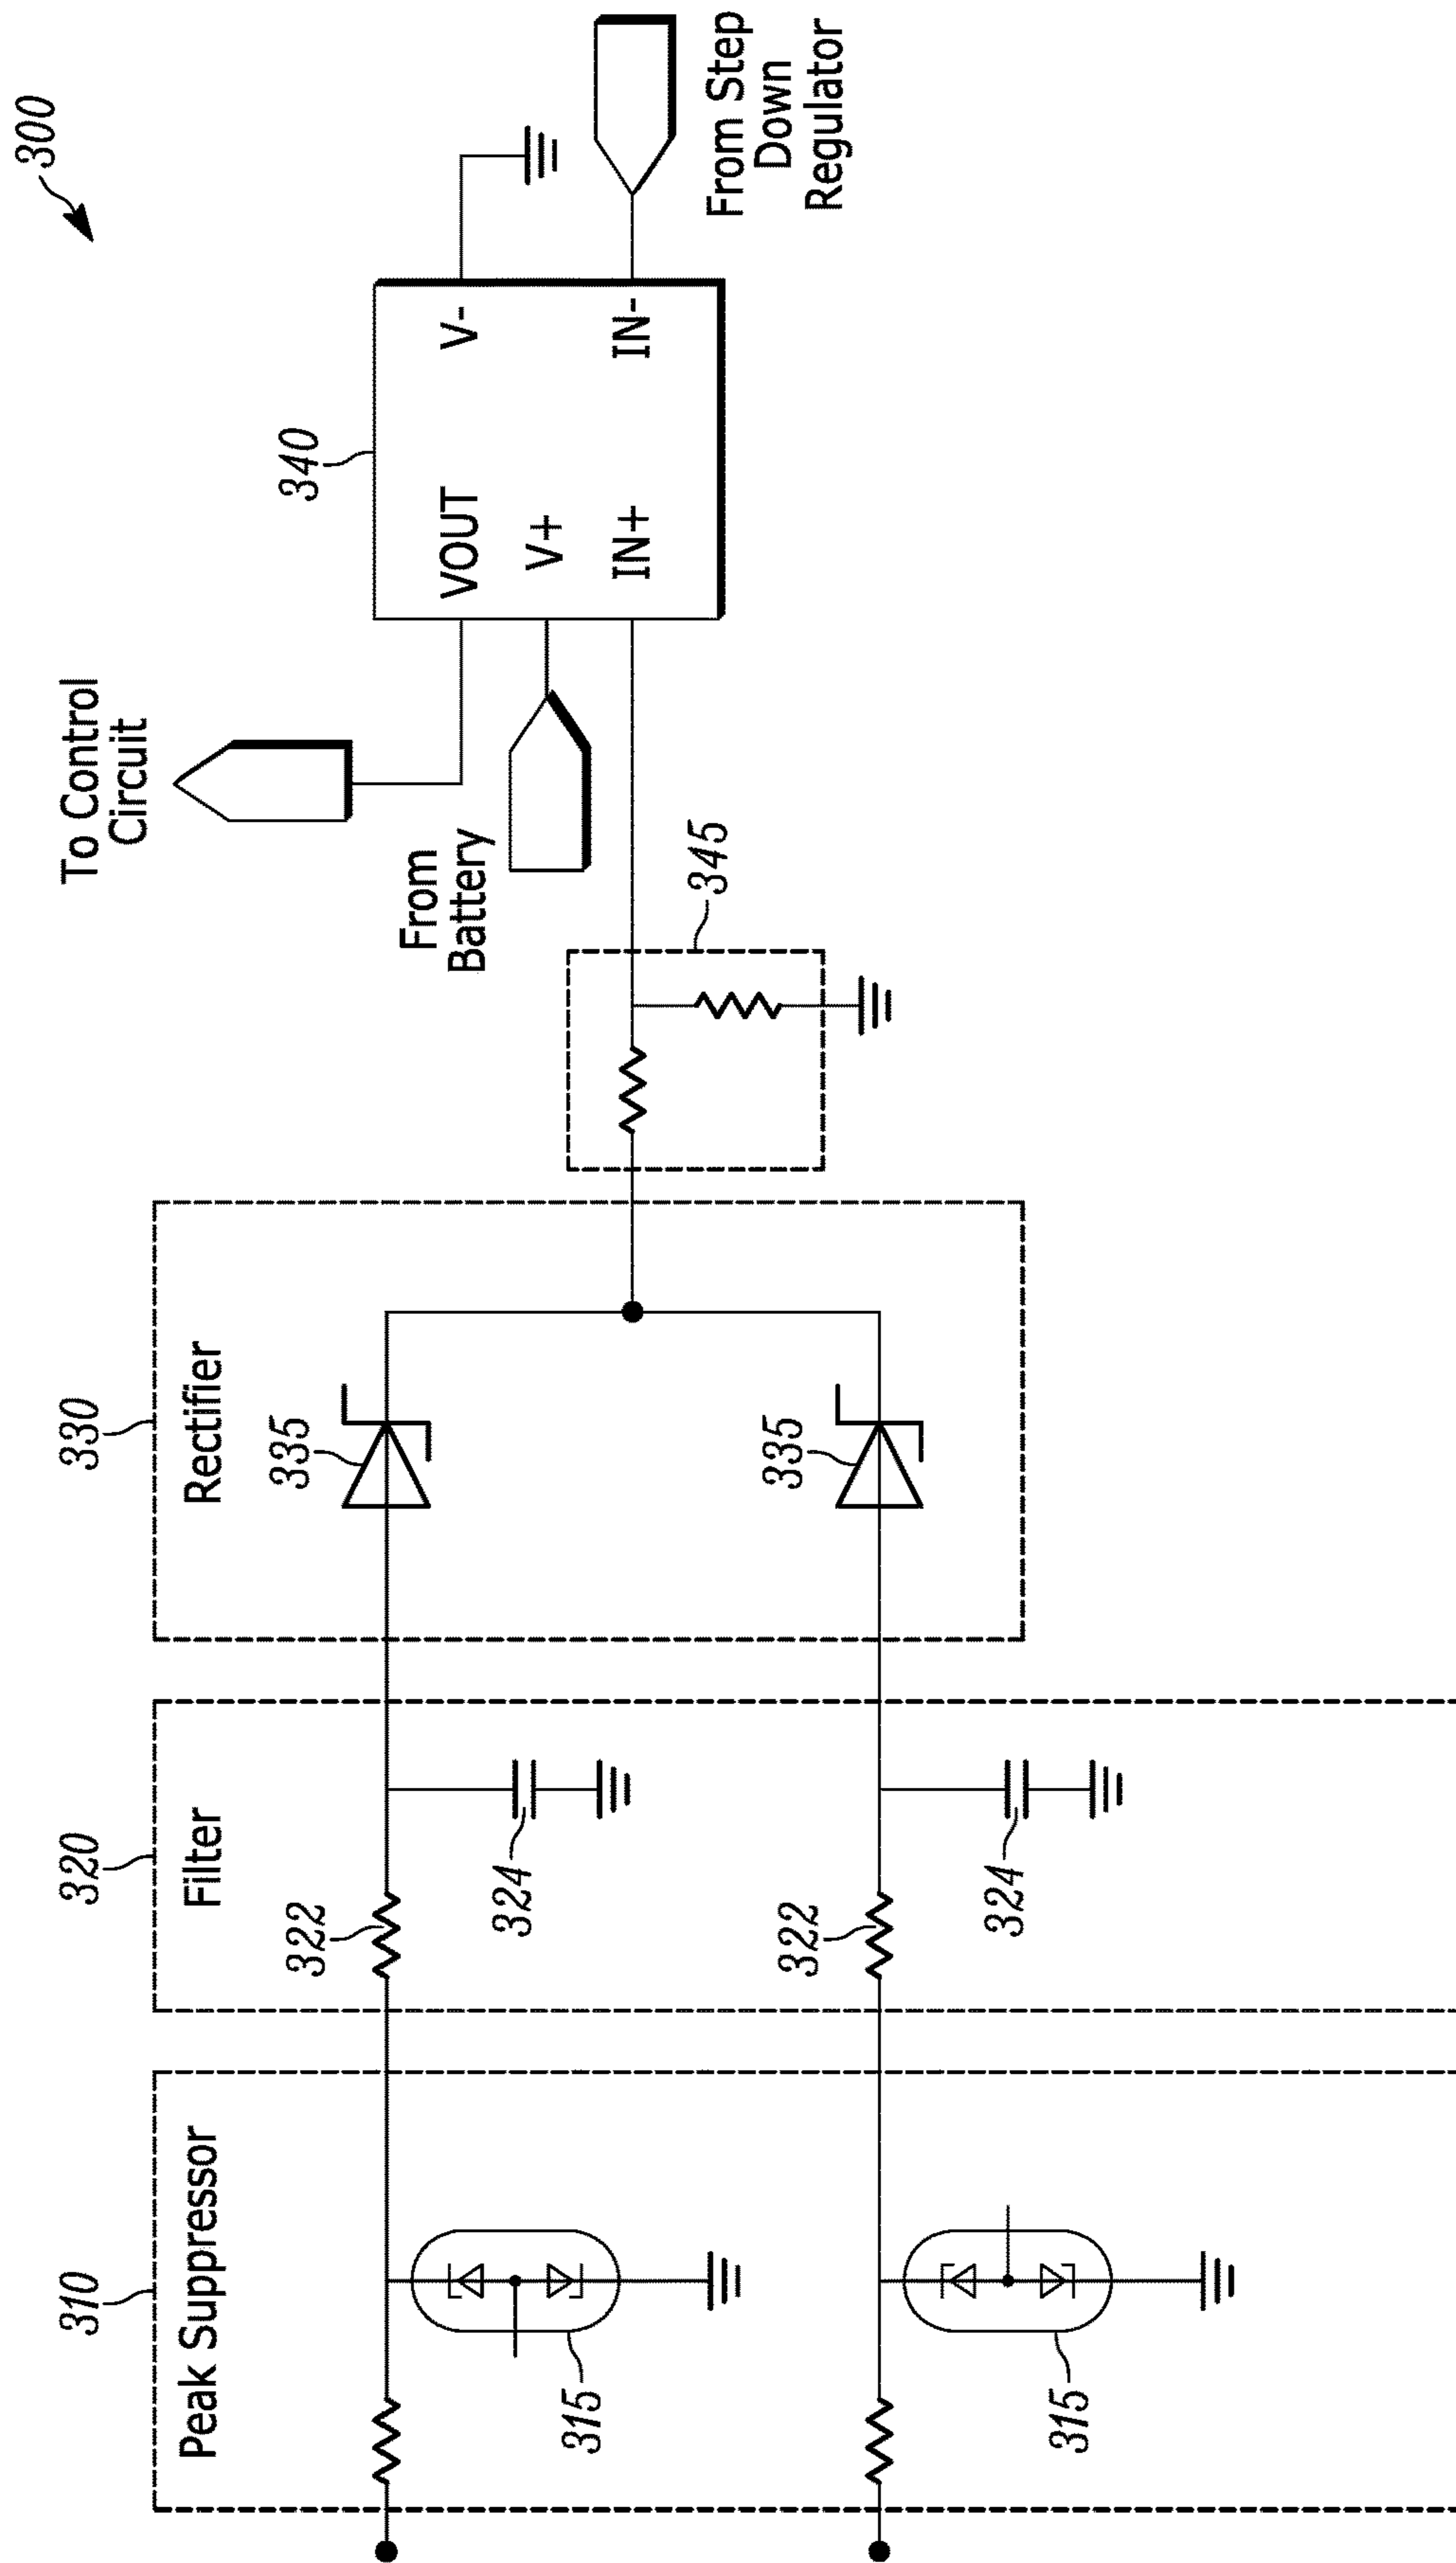 300
310
Peak Suppressor
315
315
320
Filter
322
324
322
324
330
Rectifier
335
335
345
To Control
Circuit
From
Battery
340
VOUT
V+
IN+
V-
IN-
From Step
Down
Regulator